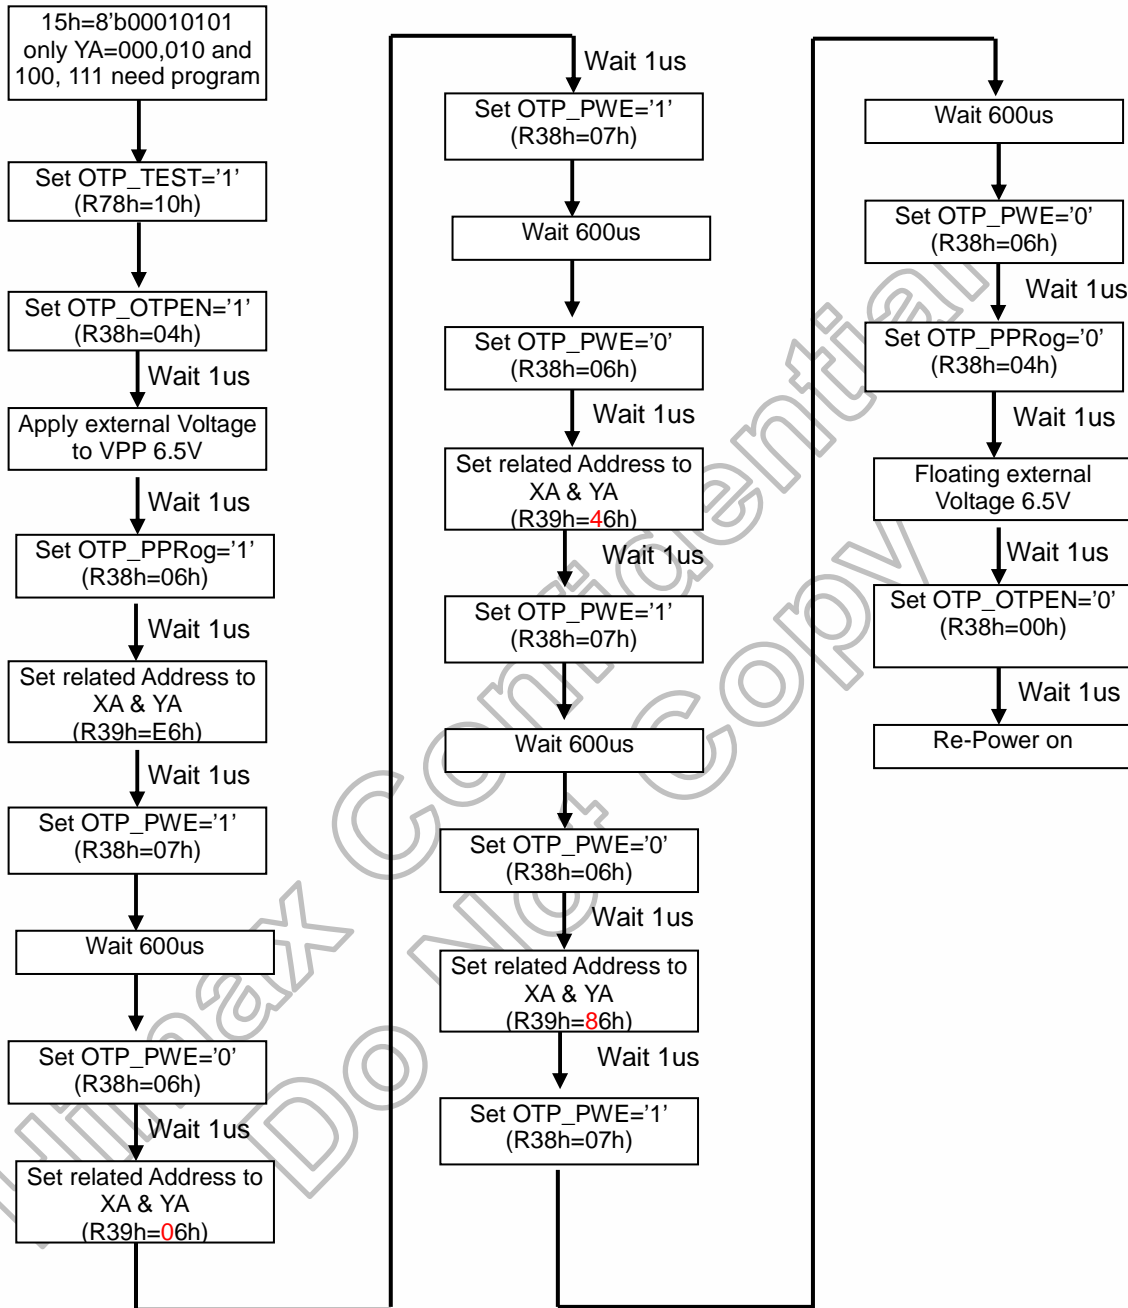 15h=8'b00010101
only YA=000,010 and
100, 111 need program
Set OTP_TEST='1'
(R78h=10h)
Set OTP_OTPEN='1'
(R38h=04h)
Wait 1us
Apply external Voltage
to VPP 6.5V
Wait 1us
Set OTP_PPRog='1'
(R38h=06h)
Wait 1us
Set related Address to
XA & YA
(R39h=E6h)
Wait 1us
Set OTP_PWE='1'
(R38h=07h)
Wait 600us
Set OTP_PWE='0'
(R38h=06h)
Wait 1us
Set related Address to
XA & YA
(R39h=06h)
Wait 1us
Set OTP_PWE='1'
(R38h=07h)
Wait 600us
Set OTP_PWE='0'
(R38h=06h)
Wait 1us
Set related Address to
XA & YA
(R39h=46h)
Wait 1us
Set OTP_PWE='1'
(R38h=07h)
Wait 600us
Set OTP_PWE='0'
(R38h=06h)
Wait 1us
Set related Address to
XA & YA
(R39h=86h)
Wait 1us
Set OTP_PWE='1'
(R38h=07h)
Wait 600us
Set OTP_PWE='0'
(R38h=06h)
Wait 1us
Set OTP_PPRog='0'
(R38h=04h)
Wait 1us
Floating external
Voltage 6.5V
Wait 1us
Set OTP_OTPEN='0'
(R38h=00h)
Wait 1us
Re-Power on
Himax Confidential
Do Not Copy